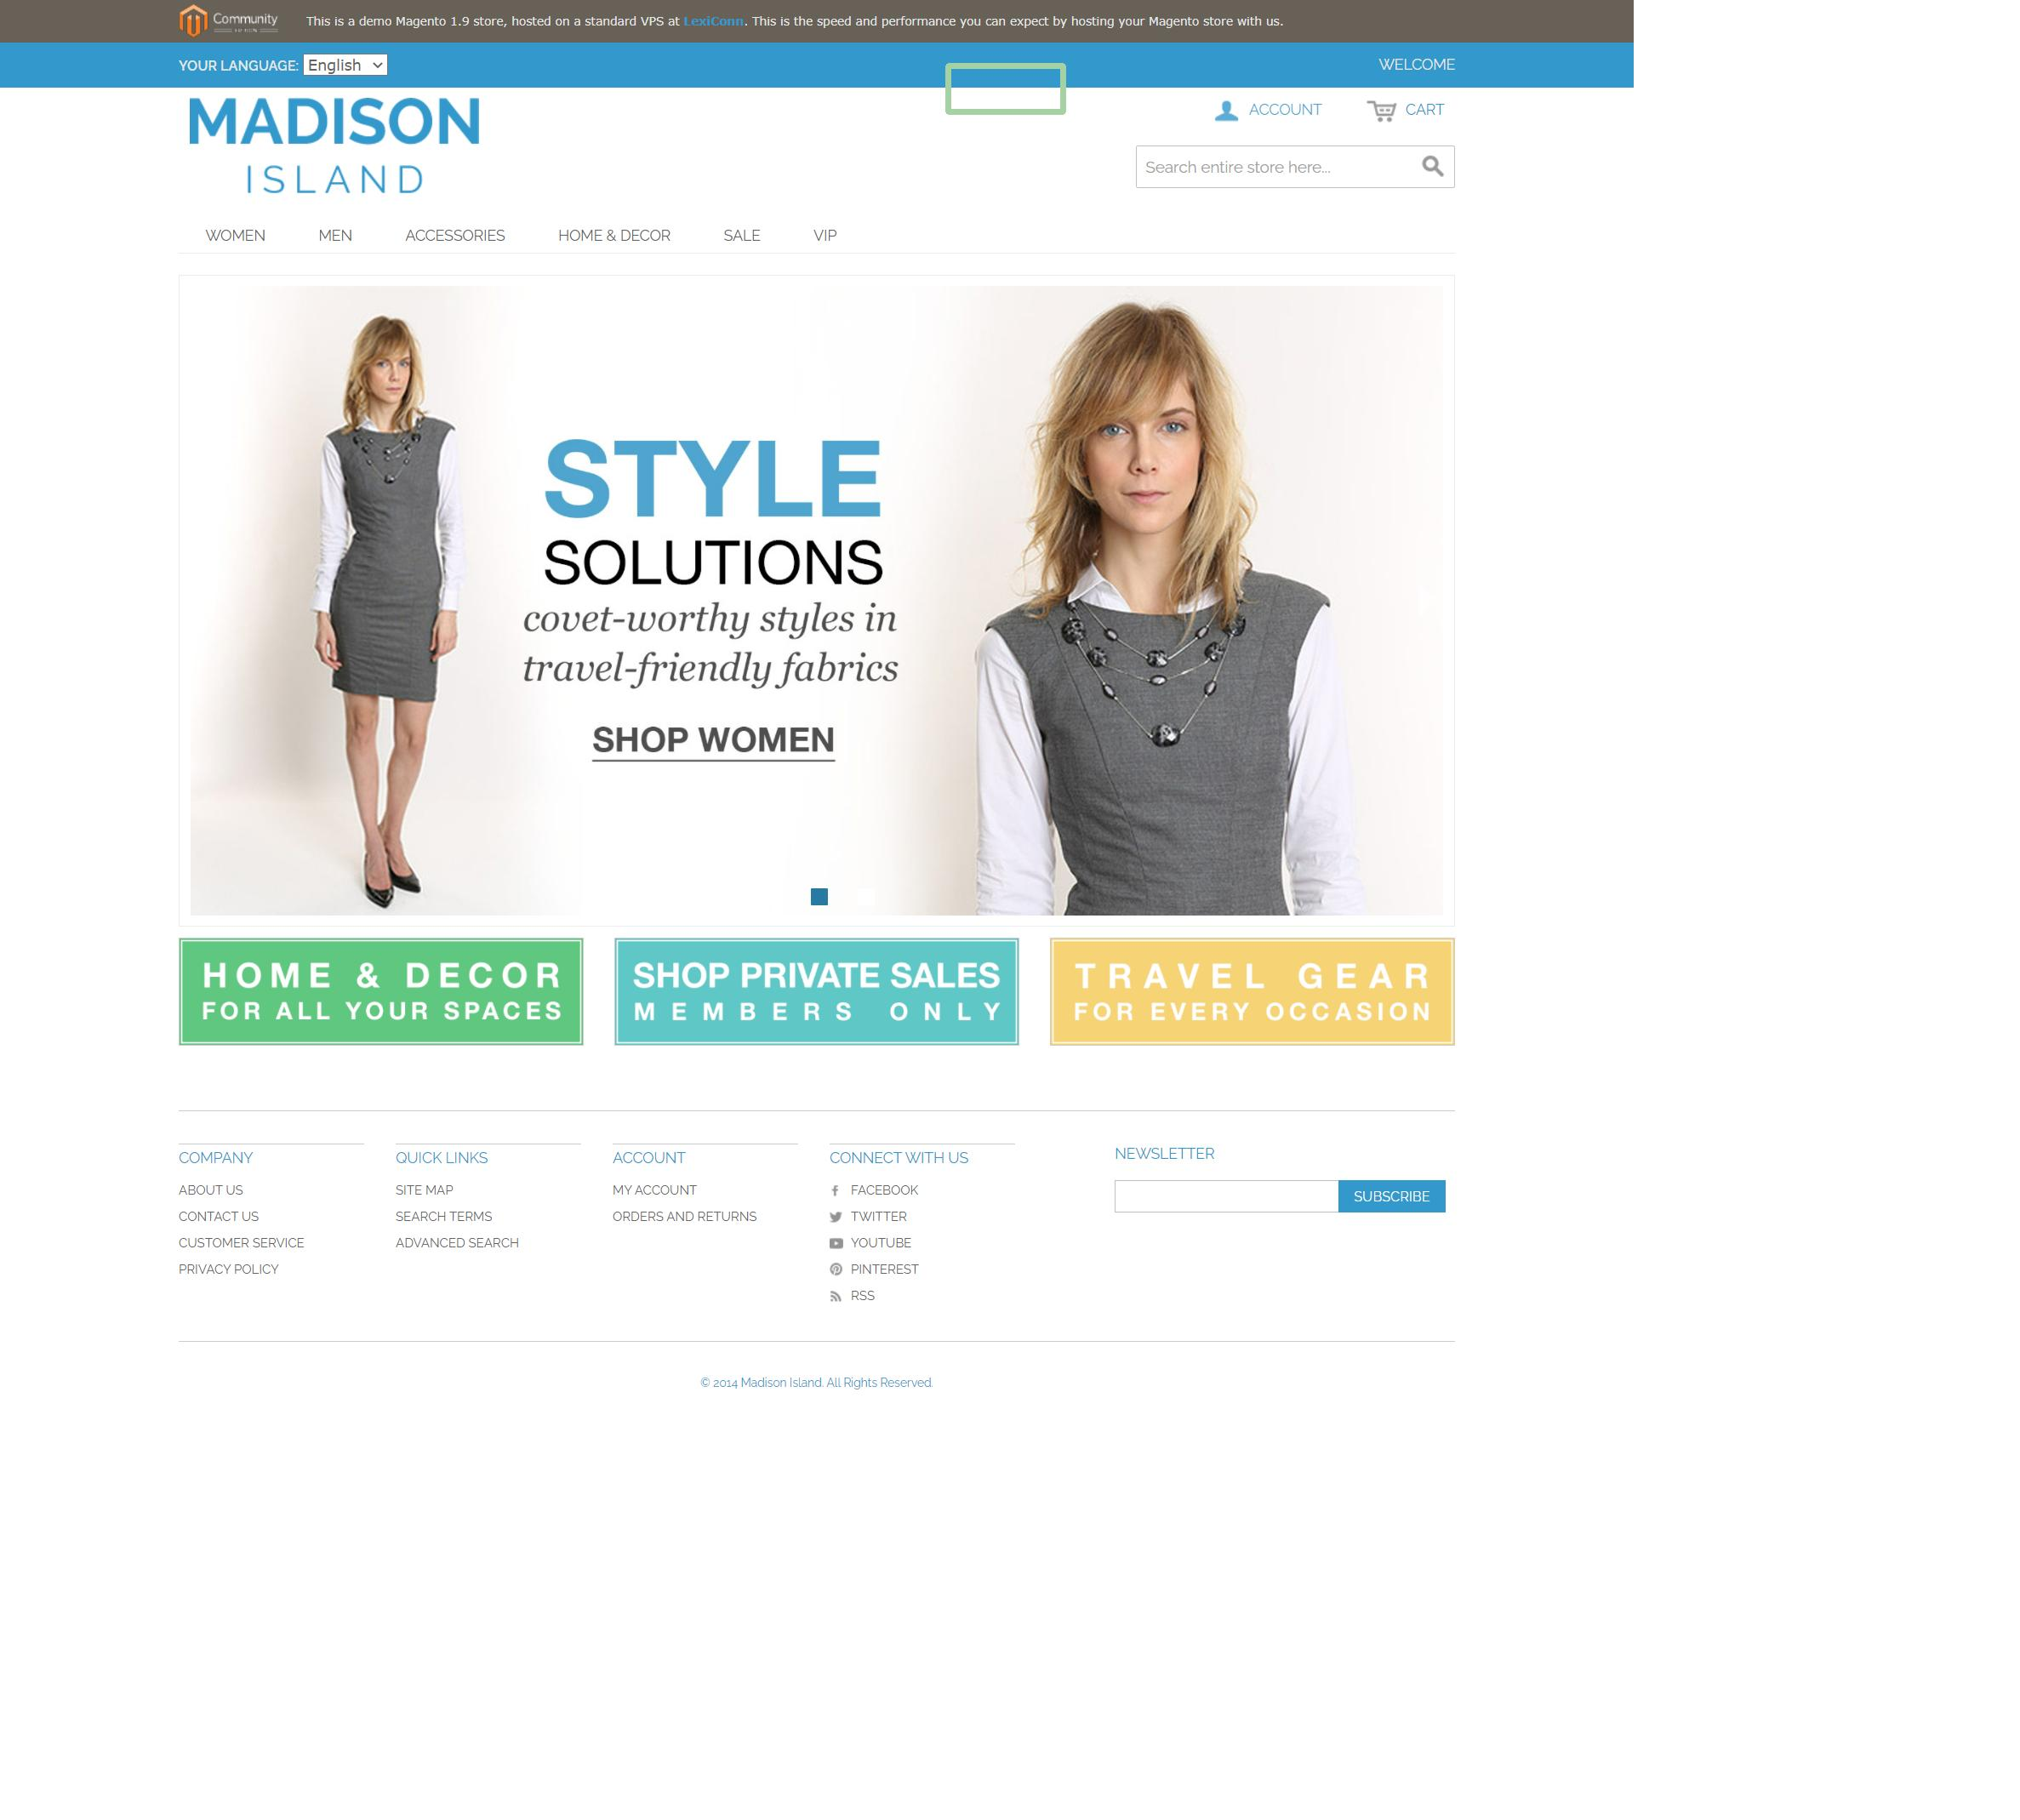 Community
This is a demo Magento 1.9 store, hosted on a standard VPS at LexiConn. This is the speed and performance you can expect by hosting your Magento store with us.
YOUR LANGUAGE: English
WELCOME
MADISON
ISLAND
ACCOUNT
CART
Search entire store here...
WOMEN MEN ACCESSORIES HOME & DECOR SALE VIP
STYLE
SOLUTIONS
covet-worthy styles in
travel-friendly fabrics
SHOP WOMEN
HOME & DECOR
FOR ALL YOUR SPACES
SHOP PRIVATE SALES
MEMBERS ONLY
TRAVEL GEAR
FOR EVERY OCCASION
COMPANY
ABOUT US
CONTACT US
CUSTOMER SERVICE
PRIVACY POLICY
QUICK LINKS
SITE MAP
SEARCH TERMS
ADVANCED SEARCH
ACCOUNT
MY ACCOUNT
ORDERS AND RETURNS
CONNECT WITH US
FACEBOOK
TWITTER
YOUTUBE
PINTEREST
RSS
NEWSLETTER
SUBSCRIBE
© 2014 Madison Island. All Rights Reserved.